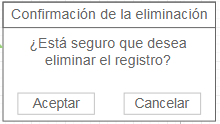 Confirmación de la eliminación
¿Está seguro que desea
eliminar el registro?
Aceptar Cancelar